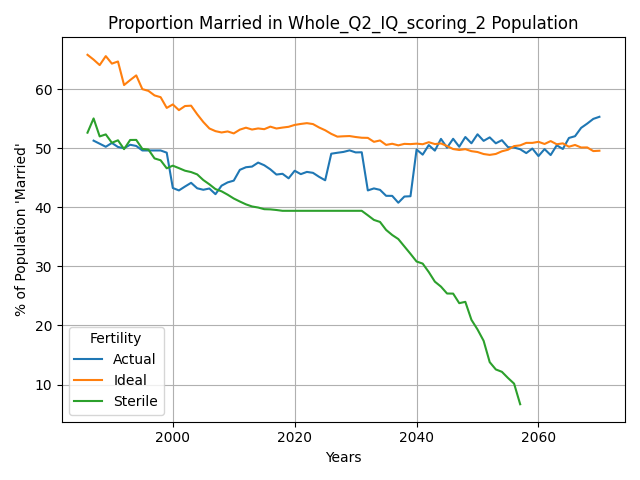 Proportion Married in Whole_Q2_IQ_scoring_2 Population
% of Population 'Married'
60
50
40
30
20
10
Fertility
Actual
Ideal
Sterile
2000 2020 2040 2060
Years